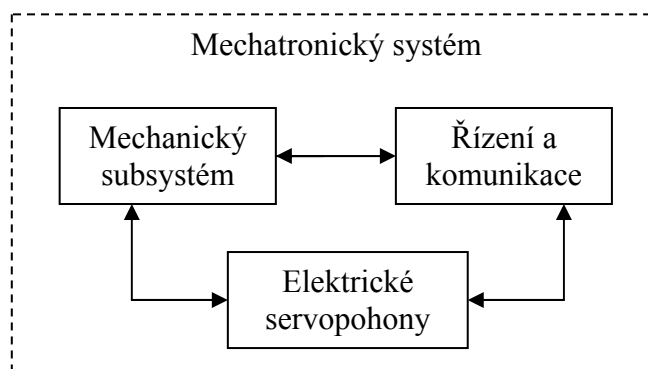 Mechatronický systém
Mechanický
subsystém
Řízení a
komunikace
Elektrické
servopohony